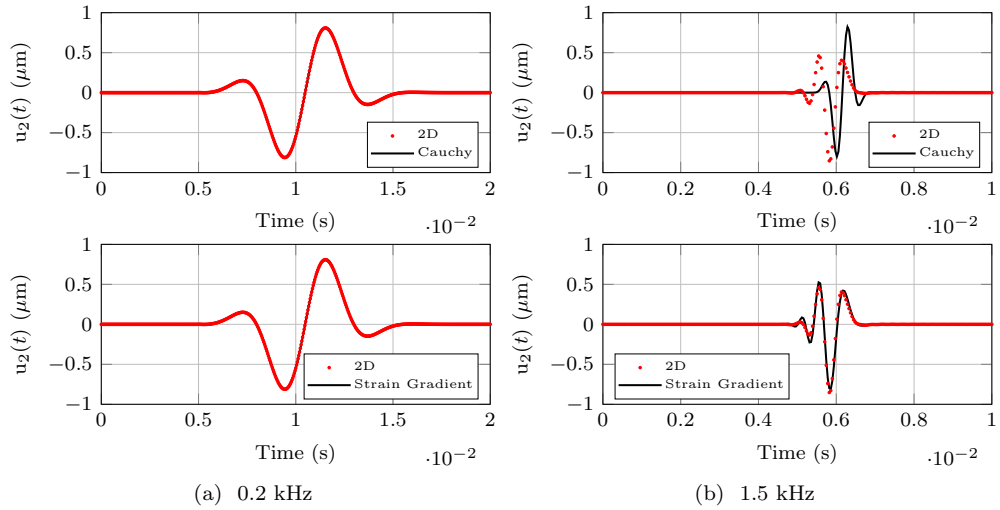 1
0.5
0
−0.5
−1
u₂(t) (μm)
2D
Cauchy
0 0.5 1 1.5 2
Time (s)
·10⁻²
1
0.5
0
−0.5
−1
u₂(t) (μm)
2D
Cauchy
0 0.2 0.4 0.6 0.8 1
Time (s)
·10⁻²
1
0.5
0
−0.5
−1
u₂(t) (μm)
2D
Strain Gradient
0 0.5 1 1.5 2
Time (s)
·10⁻²
(a) 0.2 kHz
1
0.5
0
−0.5
−1
u₂(t) (μm)
2D
Strain Gradient
0 0.2 0.4 0.6 0.8 1
Time (s)
·10⁻²
(b) 1.5 kHz